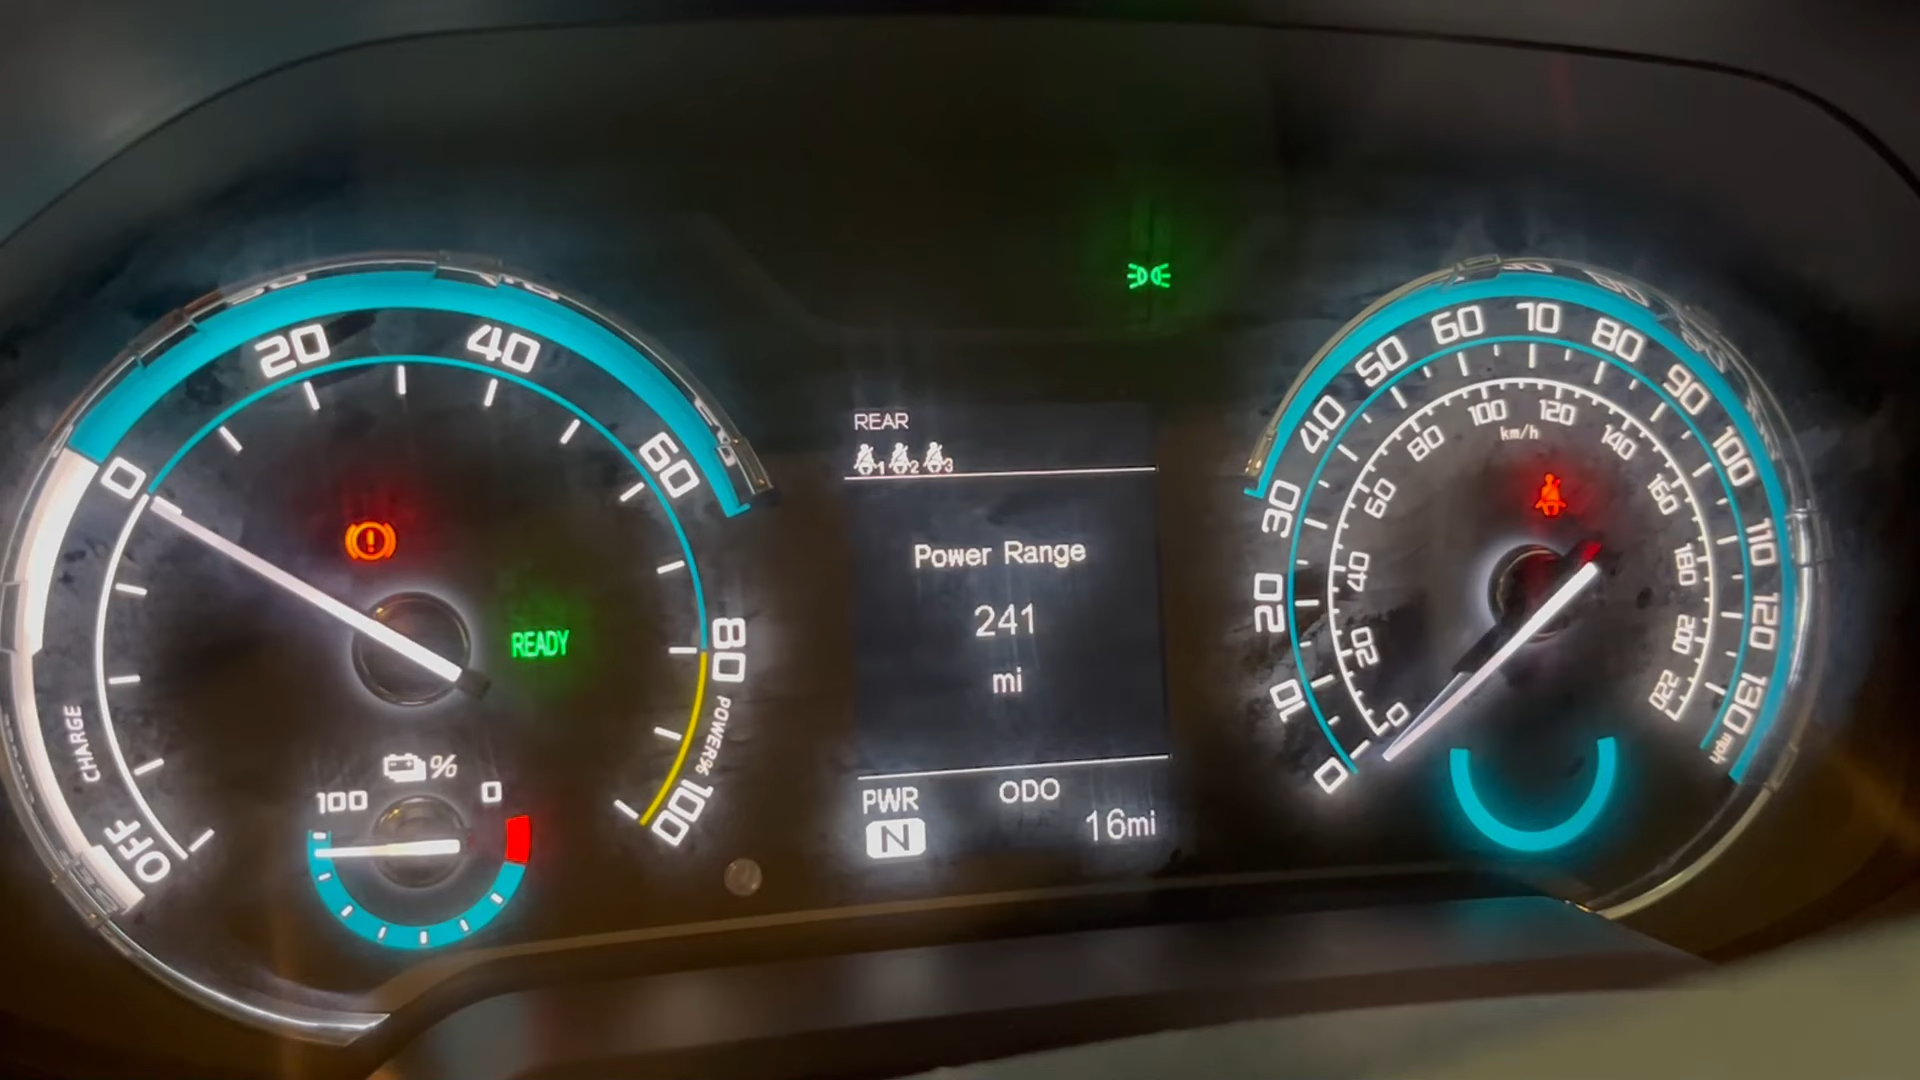 0
20
40
60
80
100
POWER%
CHARGE
OFF
READY
%
100
0
REAR
1 2 3
Power Range
241
mi
PWR
N
ODO
16mi
0
10
20
30
40
50
60
70
80
90
100
110
120
130
mph
0
20
40
60
80
100
120
140
160
180
200
220
km/h